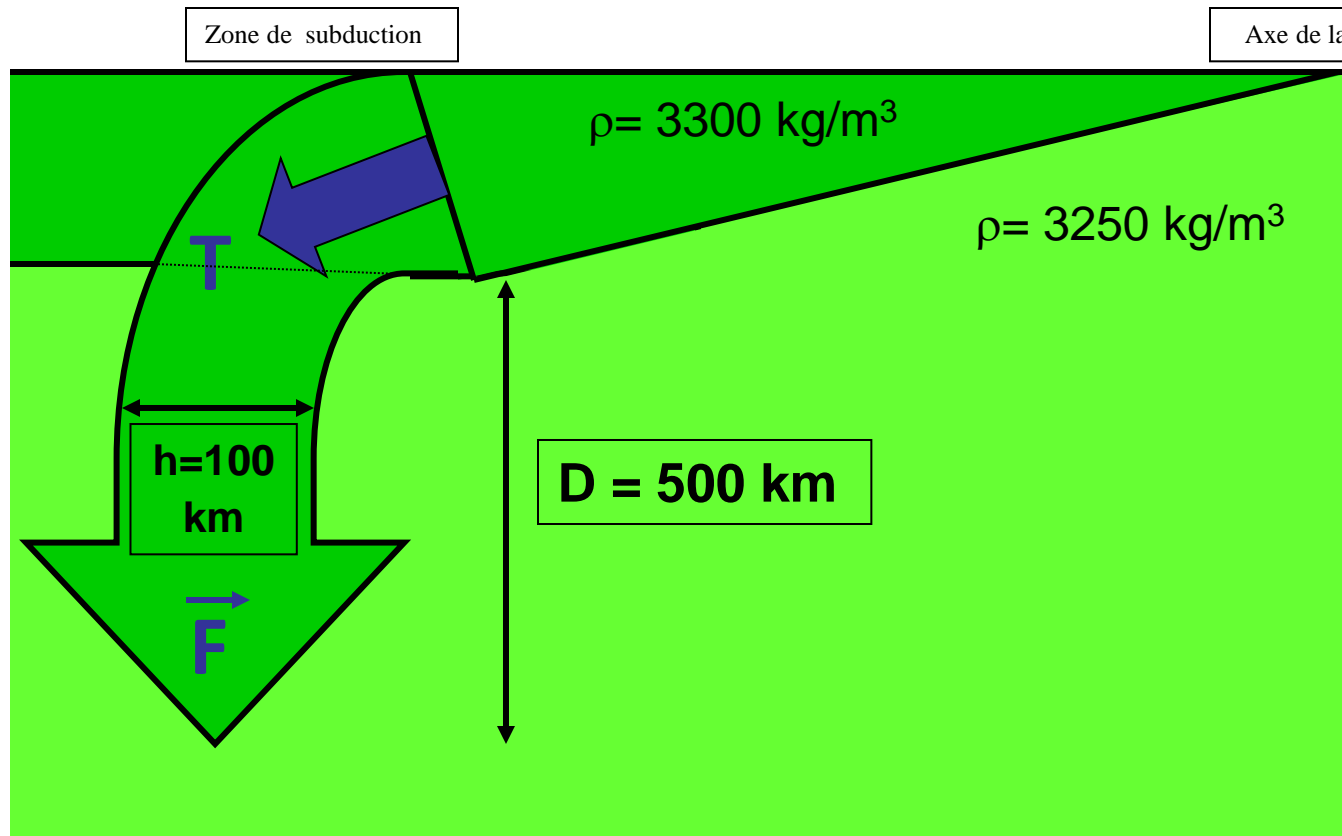 Zone de subduction
Axe de la
ρ= 3300 kg/m³
ρ= 3250 kg/m³
T
h=100
km
D = 500 km
F